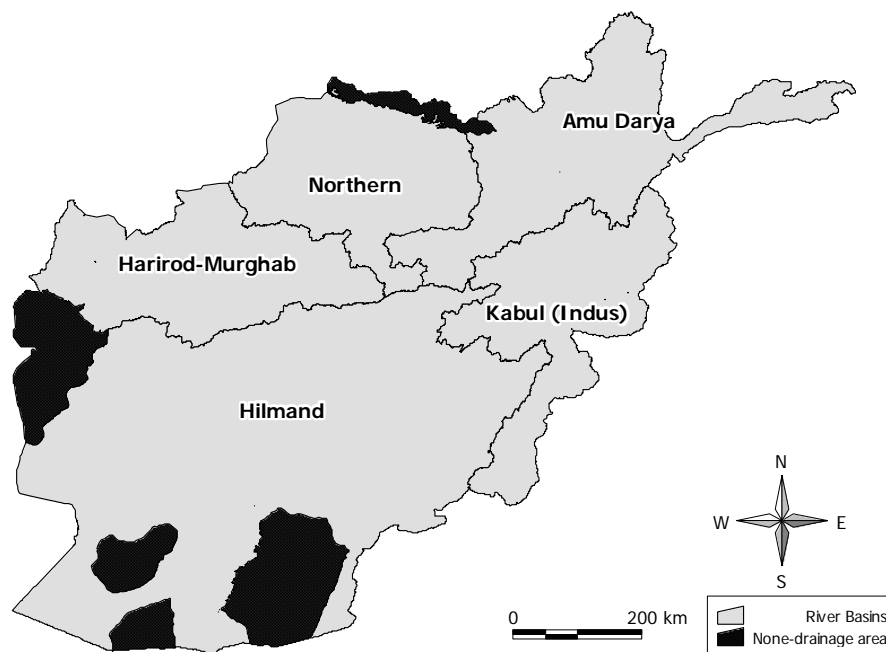 Amu Darya
Northern
Harirod-Murghab
Kabul (Indus)
Hilmand
N
W E
S
0 200 km
River Basins
None-drainage area